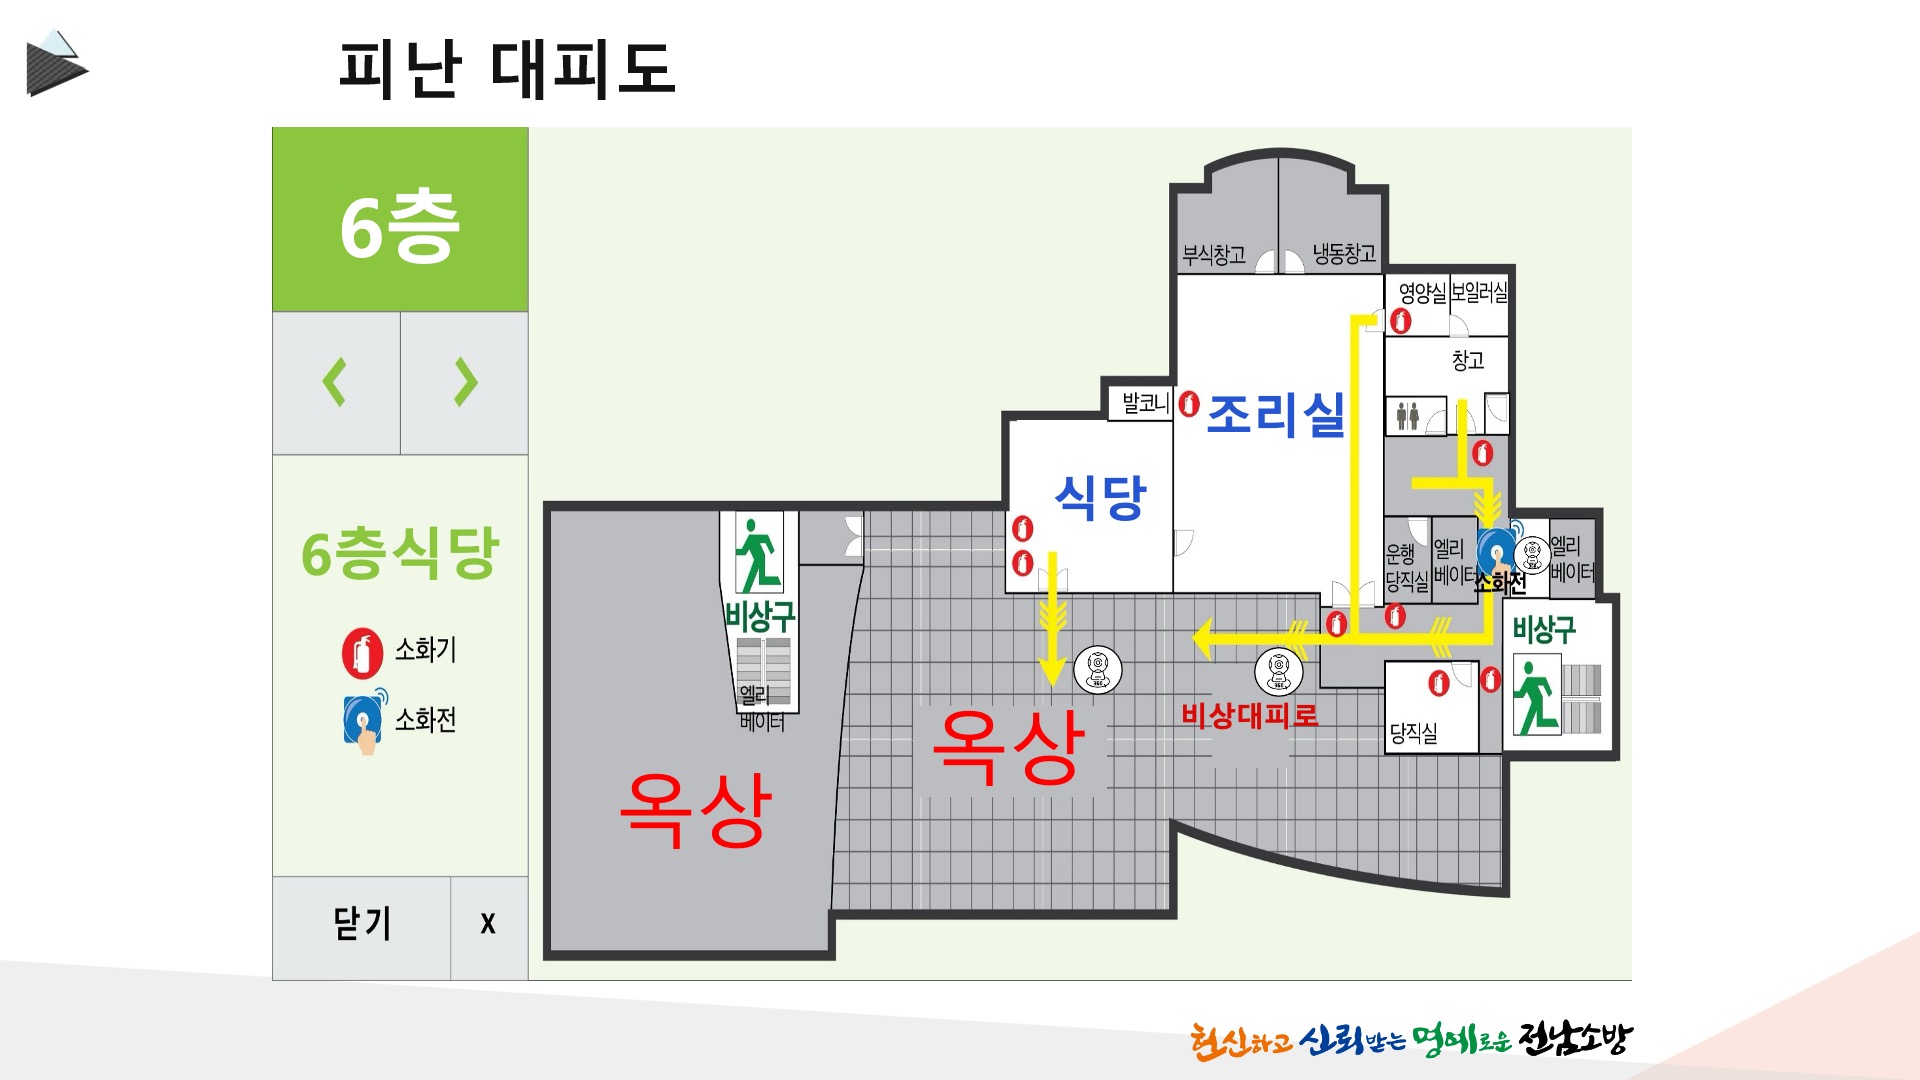 피난 대피도
6층
6층식당
소화기
소화전
닫기
x
부식창고
냉동창고
영양실
보일러실
창고
발코니
조리실
식당
운행
당직실
엘리
베이터
소화전
엘리
베이터
비상구
비상구
엘리
베이터
당직실
비상대피로
옥상
옥상
헌신하고 신뢰받는 명예로운 전남소방